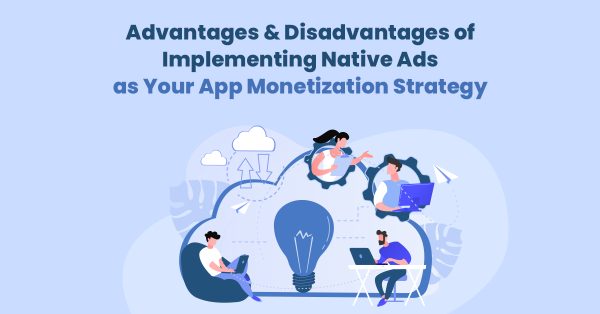 Advantages & Disadvantages of
Implementing Native Ads
as Your App Monetization Strategy